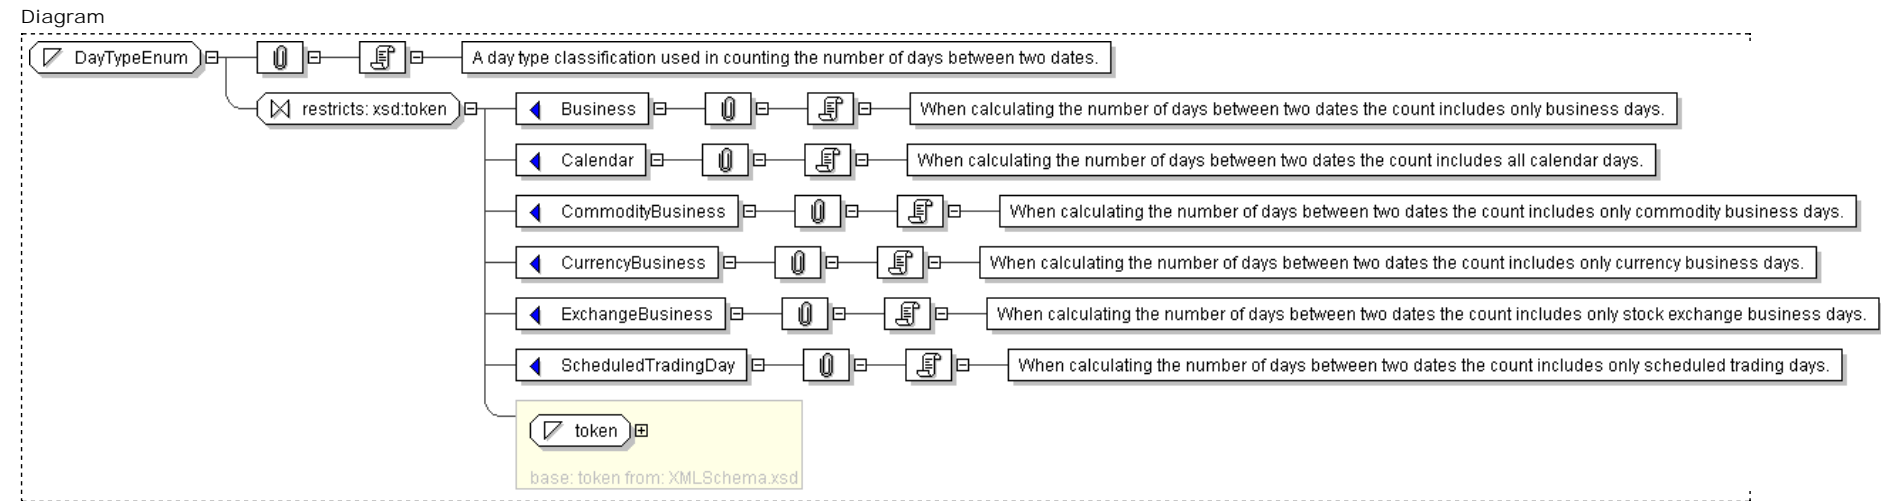 Diagram
DayTypeEnum A day type classification used in counting the number of days between two dates.
restricts: xsd:token Business When calculating the number of days between two dates the count includes only business days.
Calendar When calculating the number of days between two dates the count includes all calendar days.
CommodityBusiness When calculating the number of days between two dates the count includes only commodity business days.
CurrencyBusiness When calculating the number of days between two dates the count includes only currency business days.
ExchangeBusiness When calculating the number of days between two dates the count includes only stock exchange business days.
ScheduledTradingDay When calculating the number of days between two dates the count includes only scheduled trading days.
token
base: token from: XMLSchema.xsd